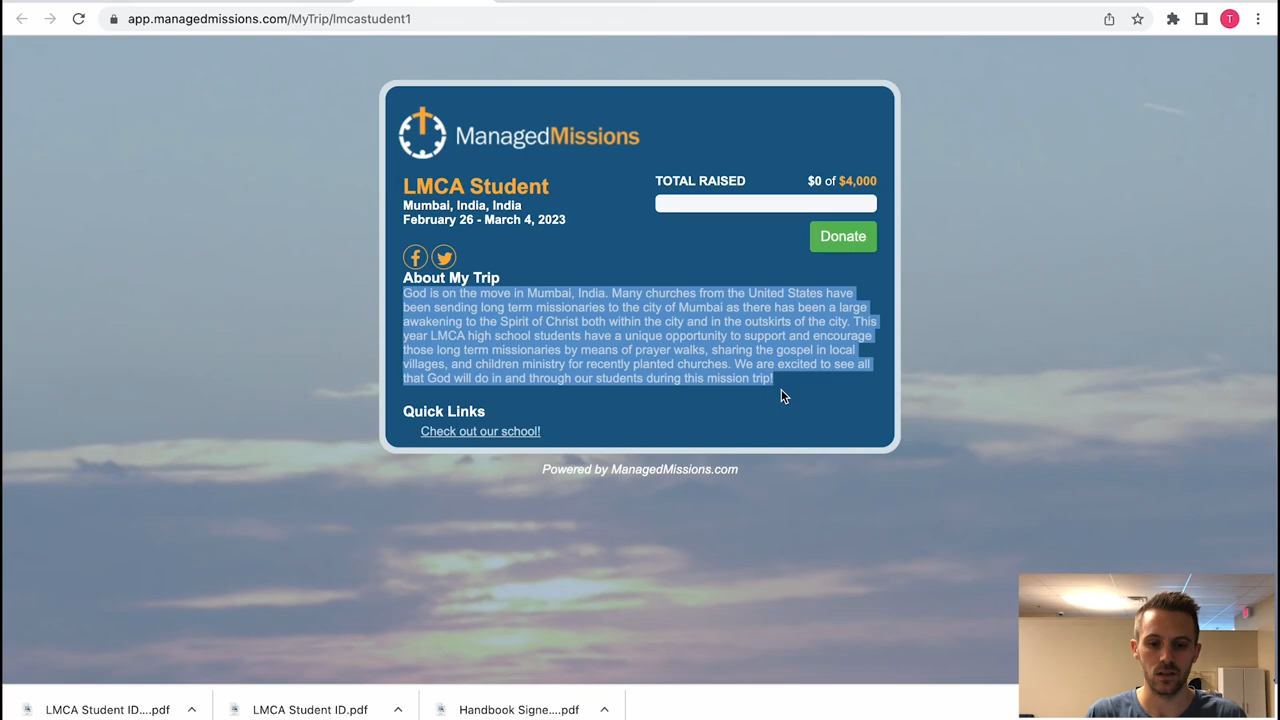 app.managedmissions.com/MyTrip/lmcastudent1
T
ManagedMissions
LMCA Student
Mumbai, India, India
February 26 - March 4, 2023
TOTAL RAISED $0 of $4,000
Donate
About My Trip
God is on the move in Mumbai, India. Many churches from the United States have
been sending long term missionaries to the city of Mumbai as there has been a large
awakening to the Spirit of Christ both within the city and in the outskirts of the city. This
year LMCA high school students have a unique opportunity to support and encourage
those long term missionaries by means of prayer walks, sharing the gospel in local
villages, and children ministry for recently planted churches. We are excited to see all
that God will do in and through our students during this mission trip!
Quick Links
Check out our school!
Powered by ManagedMissions.com
LMCA Student ID....pdf
LMCA Student ID.pdf
Handbook Signe....pdf